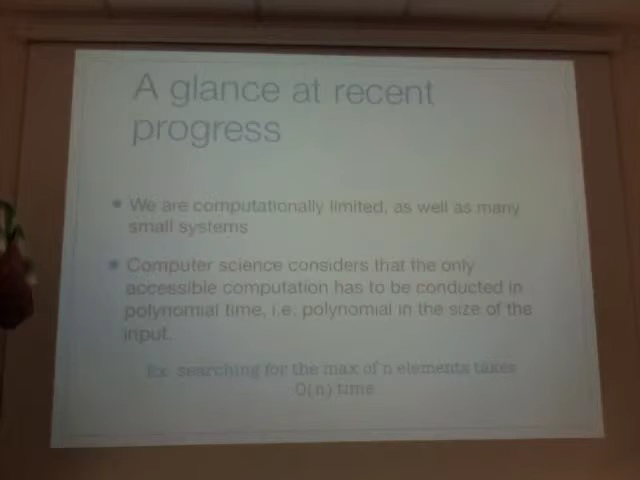 A glance at recent
progress
• We are computationally limited, as well as many
small systems
• Computer science considers that the only
accessible computation has to be conducted in
polynomial time, i.e. polynomial in the size of the
input.
Ex: searching for the max of n elements takes
O(n) time